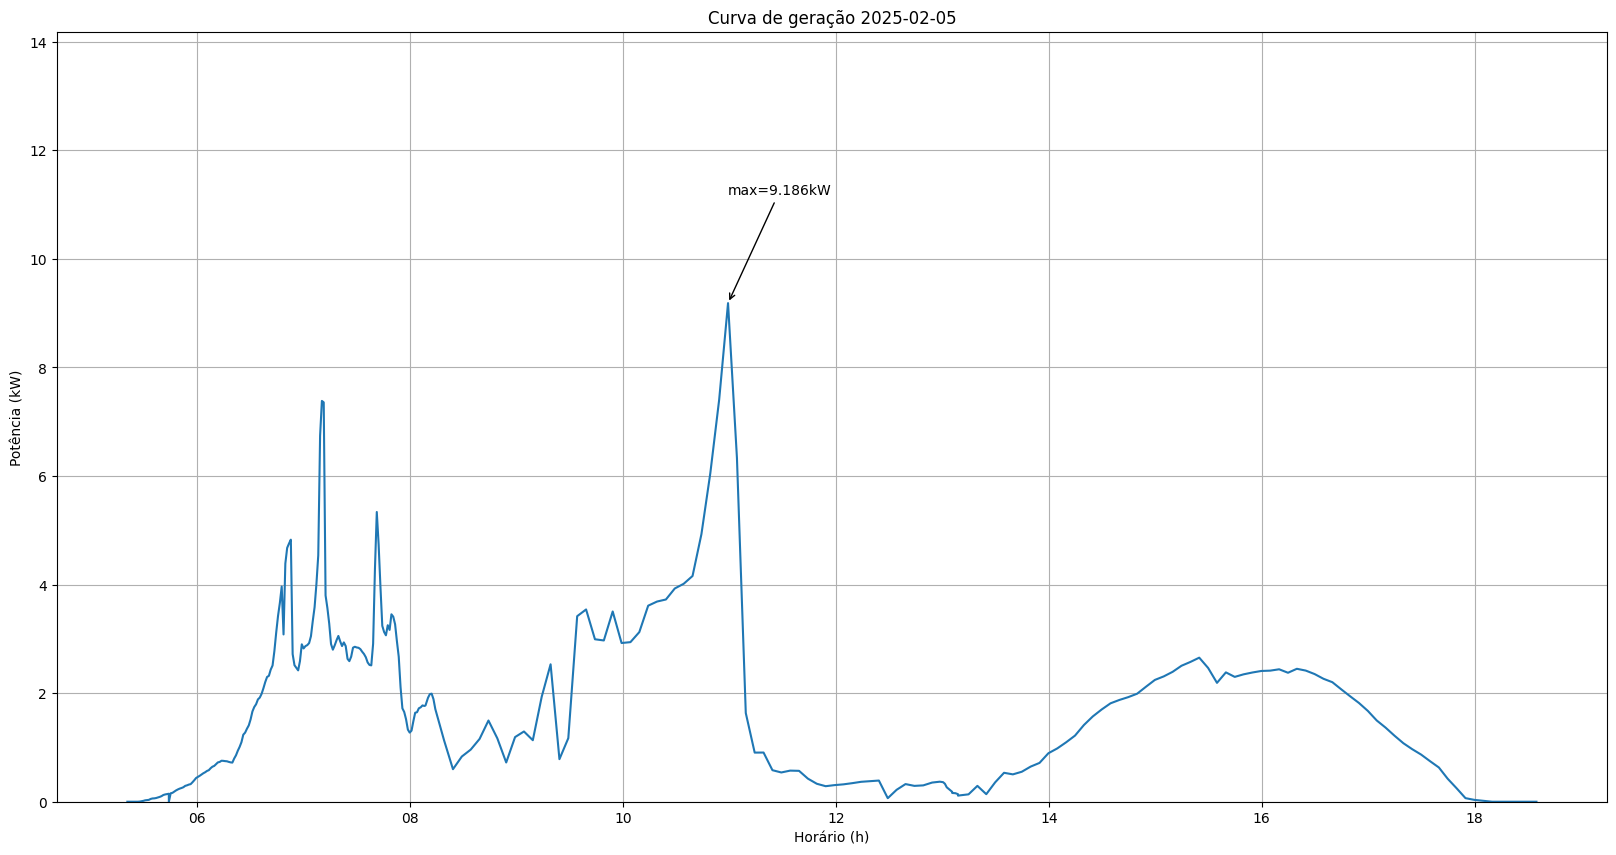 Curva de geração 2025-02-05
14
12
max=9.186kW
10
8
Potência (kW)
6
4
2
0
06 08 10 12 14 16 18
Horário (h)